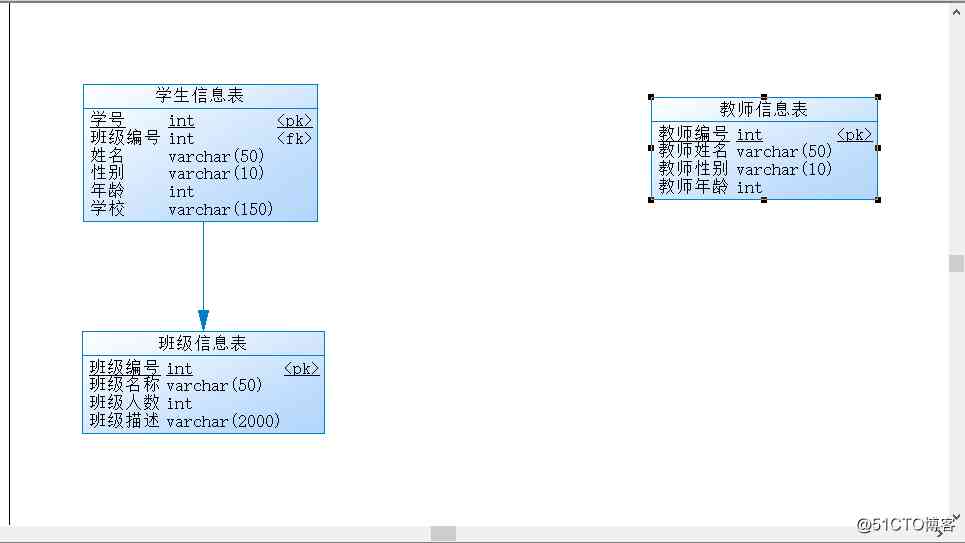 学生信息表
学号 int <pk>
班级编号 int <fk>
姓名 varchar(50)
性别 varchar(10)
年龄 int
学校 varchar(150)
教师信息表
教师编号 int <pk>
教师姓名 varchar(50)
教师性别 varchar(10)
教师年龄 int
班级信息表
班级编号 int <pk>
班级名称 varchar(50)
班级人数 int
班级描述 varchar(2000)
@51CTO博客